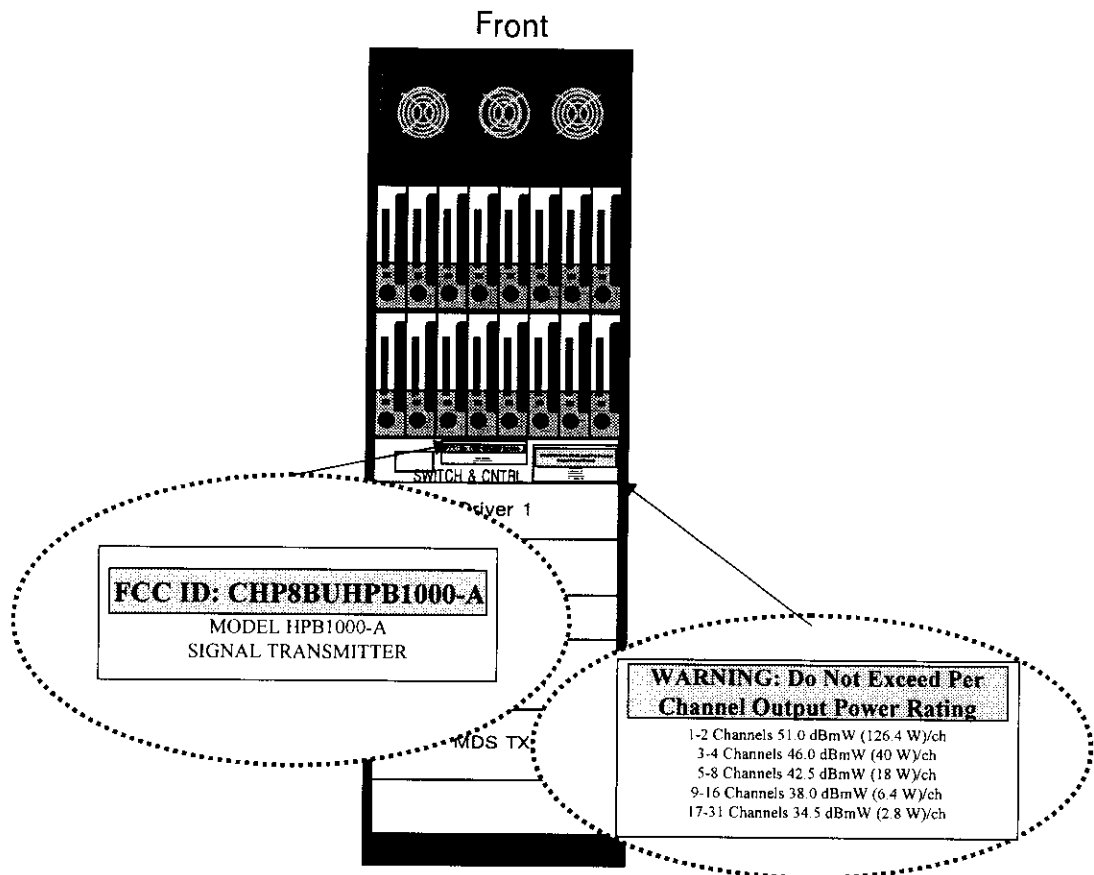 Front
SWITCH & CNTRL
Driver 1
FCC ID: CHP8BUHPB1000-A
MODEL HPB1000-A
SIGNAL TRANSMITTER
WARNING: Do Not Exceed Per
Channel Output Power Rating
1-2 Channels 51.0 dBmW (126.4 W)/ch
3-4 Channels 46.0 dBmW (40 W)/ch
5-8 Channels 42.5 dBmW (18 W)/ch
9-16 Channels 38.0 dBmW (6.4 W)/ch
17-31 Channels 34.5 dBmW (2.8 W)/ch
MDS TX